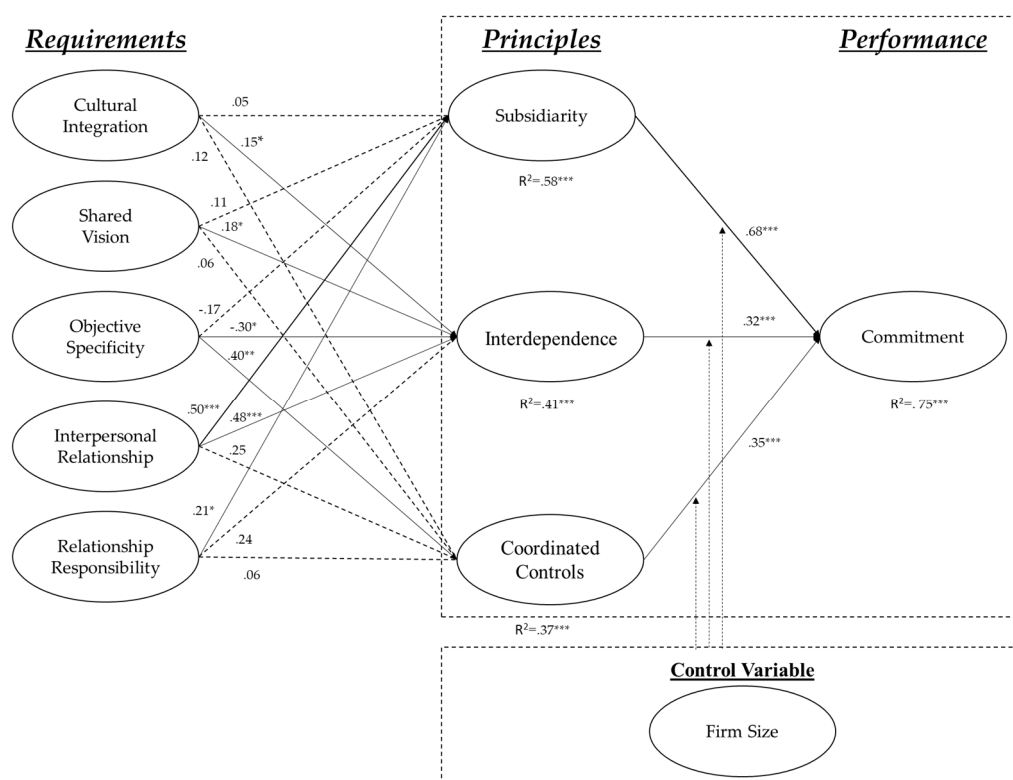 Requirements
Principles
Performance
Cultural
Integration
Shared
Vision
Objective
Specificity
Interpersonal
Relationship
Relationship
Responsibility
.05
.15*
.12
.11
.18*
.06
-.17
-.30*
.40**
.50***
.48***
.25
.21*
.24
.06
Subsidiarity
R²=.58***
Interdependence
R²=.41***
Coordinated
Controls
R²=.37***
.68***
.32***
.35***
Commitment
R²=.75***
Control Variable
Firm Size